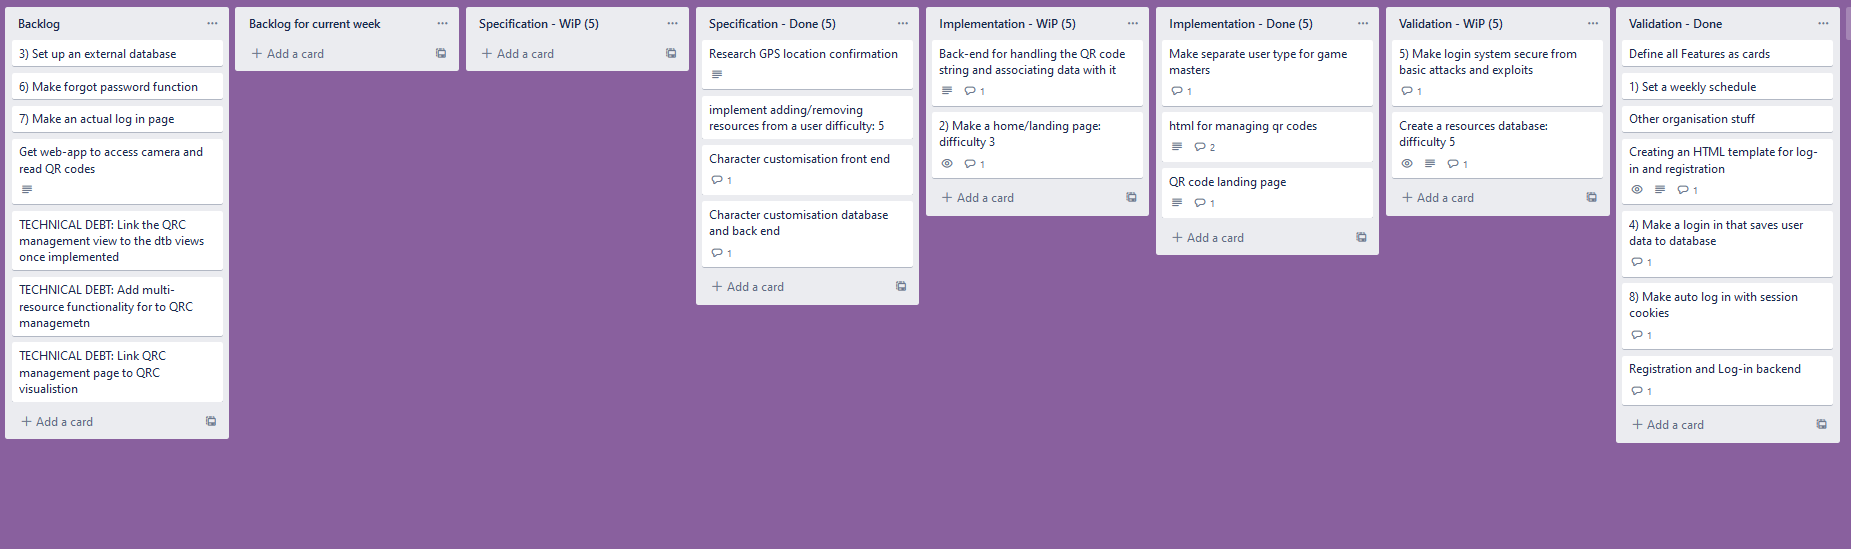 Backlog
3) Set up an external database
6) Make forgot password function
7) Make an actual log in page
Get web-app to access camera and
read QR codes
TECHNICAL DEBT: Link the QRC
management view to the dtb views
once implemented
TECHNICAL DEBT: Add multi-
resource functionality for to QRC
managemetn
TECHNICAL DEBT: Link QRC
management page to QRC
visualistion
+ Add a card
Backlog for current week
+ Add a card
Specification - WiP (5)
+ Add a card
Specification - Done (5)
Research GPS location confirmation
implement adding/removing
resources from a user difficulty: 5
Character customisation front end
1
Character customisation database
and back end
1
+ Add a card
Implementation - WiP (5)
Back-end for handling the QR code
string and associating data with it
1
2) Make a home/landing page:
difficulty 3
1
+ Add a card
Implementation - Done (5)
Make separate user type for game
masters
1
html for managing qr codes
2
QR code landing page
1
+ Add a card
Validation - WiP (5)
5) Make login system secure from
basic attacks and exploits
1
Create a resources database:
difficulty 5
1
+ Add a card
Validation - Done
Define all Features as cards
1) Set a weekly schedule
Other organisation stuff
Creating an HTML template for log-
in and registration
1
4) Make a login in that saves user
data to database
1
8) Make auto log in with session
cookies
1
Registration and Log-in backend
1
+ Add a card